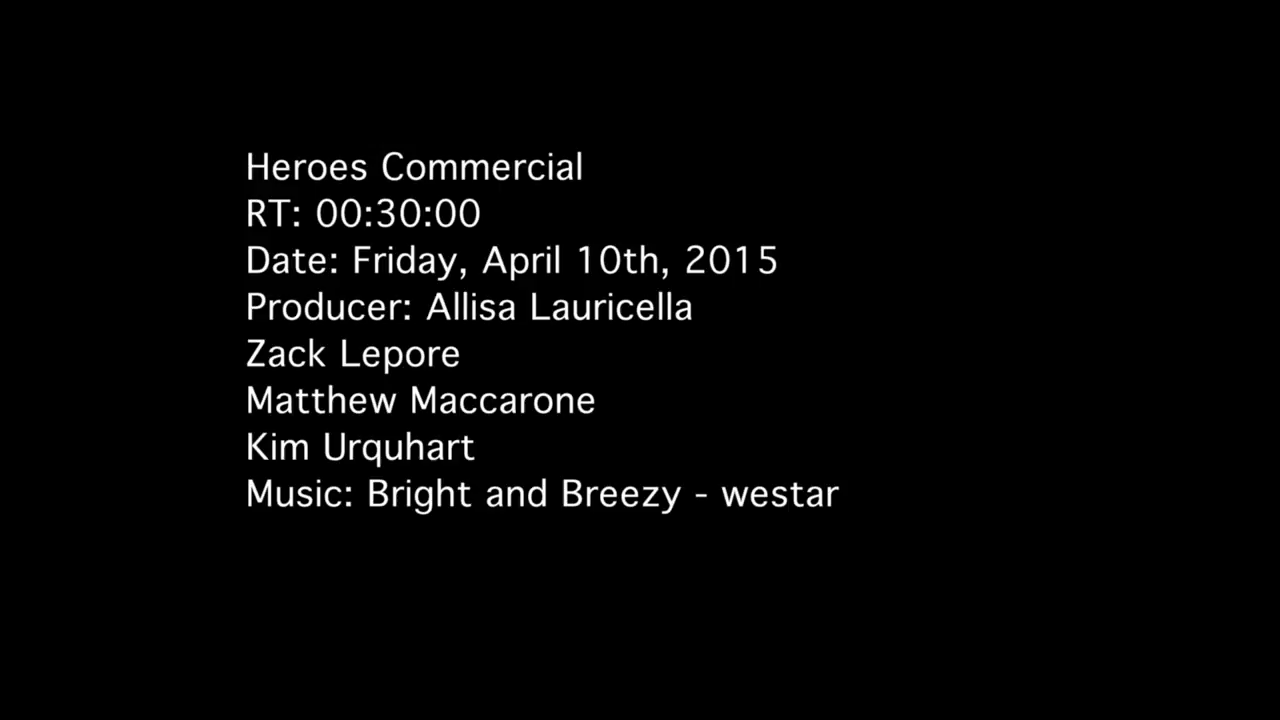 Heroes Commercial
RT: 00:30:00
Date: Friday, April 10th, 2015
Producer: Allisa Lauricella
Zack Lepore
Matthew Maccarone
Kim Urquhart
Music: Bright and Breezy - westar